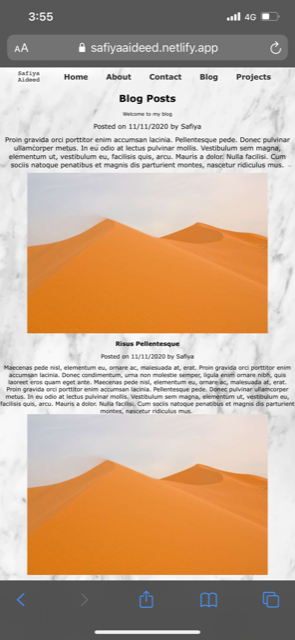 3:55
4G
AA
safiyaaideed.netlify.app
Safiya
Aideed
Home About Contact Blog Projects
Blog Posts
Welcome to my blog
Posted on 11/11/2020 by Safiya
Proin gravida orci porttitor enim accumsan lacinia. Pellentesque pede. Donec pulvinar
ullamcorper metus. In eu odio at lectus pulvinar mollis. Vestibulum sem magna,
elementum ut, vestibulum eu, facilisis quis, arcu. Mauris a dolor. Nulla facilisi. Cum
sociis natoque penatibus et magnis dis parturient montes, nascetur ridiculus mus.
Risus Pellentesque
Posted on 11/11/2020 by Safiya
Maecenas pede nisl, elementum eu, ornare ac, malesuada at, erat. Proin gravida orci porttitor enim
accumsan lacinia. Donec condimentum, urna non molestie semper, ligula enim ornare nibh, quis
laoreet eros quam eget ante. Maecenas pede nisl, elementum eu, ornare ac, malesuada at, erat.
Proin gravida orci porttitor enim accumsan lacinia. Pellentesque pede. Donec pulvinar ullamcorper
metus. In eu odio at lectus pulvinar mollis. Vestibulum sem magna, elementum ut, vestibulum eu,
facilisis quis, arcu. Mauris a dolor. Nulla facilisi. Cum sociis natoque penatibus et magnis dis parturient
montes, nascetur ridiculus mus.